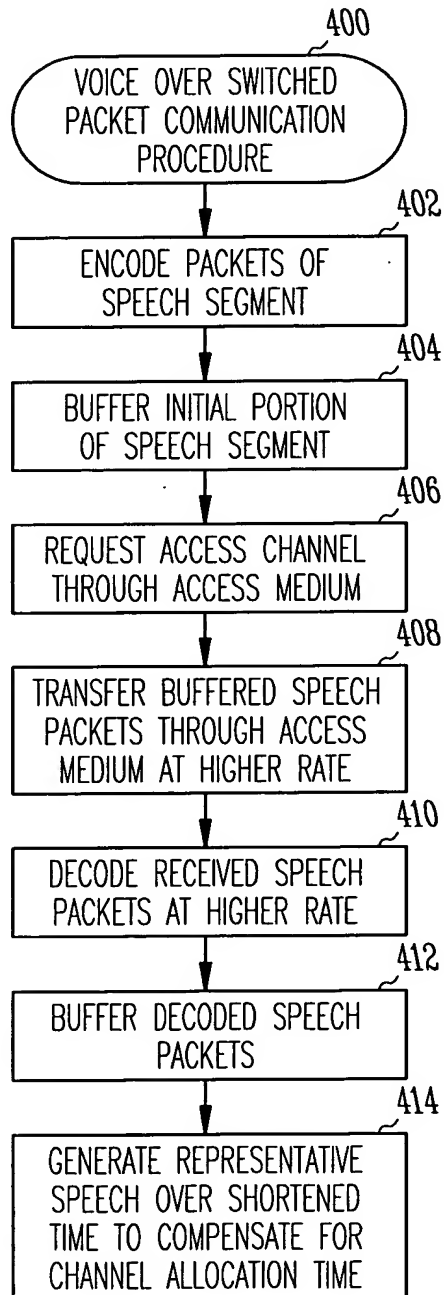 400
VOICE OVER SWITCHED
PACKET COMMUNICATION
PROCEDURE
402
ENCODE PACKETS OF
SPEECH SEGMENT
404
BUFFER INITIAL PORTION
OF SPEECH SEGMENT
406
REQUEST ACCESS CHANNEL
THROUGH ACCESS MEDIUM
408
TRANSFER BUFFERED SPEECH
PACKETS THROUGH ACCESS
MEDIUM AT HIGHER RATE
410
DECODE RECEIVED SPEECH
PACKETS AT HIGHER RATE
412
BUFFER DECODED SPEECH
PACKETS
414
GENERATE REPRESENTATIVE
SPEECH OVER SHORTENED
TIME TO COMPENSATE FOR
CHANNEL ALLOCATION TIME